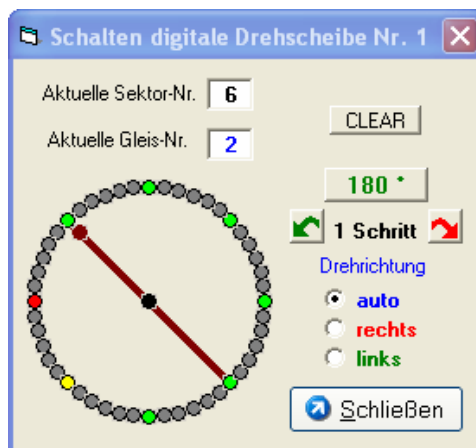 Schalten digitale Drehscheibe Nr. 1
Aktuelle Sektor-Nr. 6
Aktuelle Gleis-Nr. 2
CLEAR
180 °
1 Schritt
Drehrichtung
auto
rechts
links
Schließen